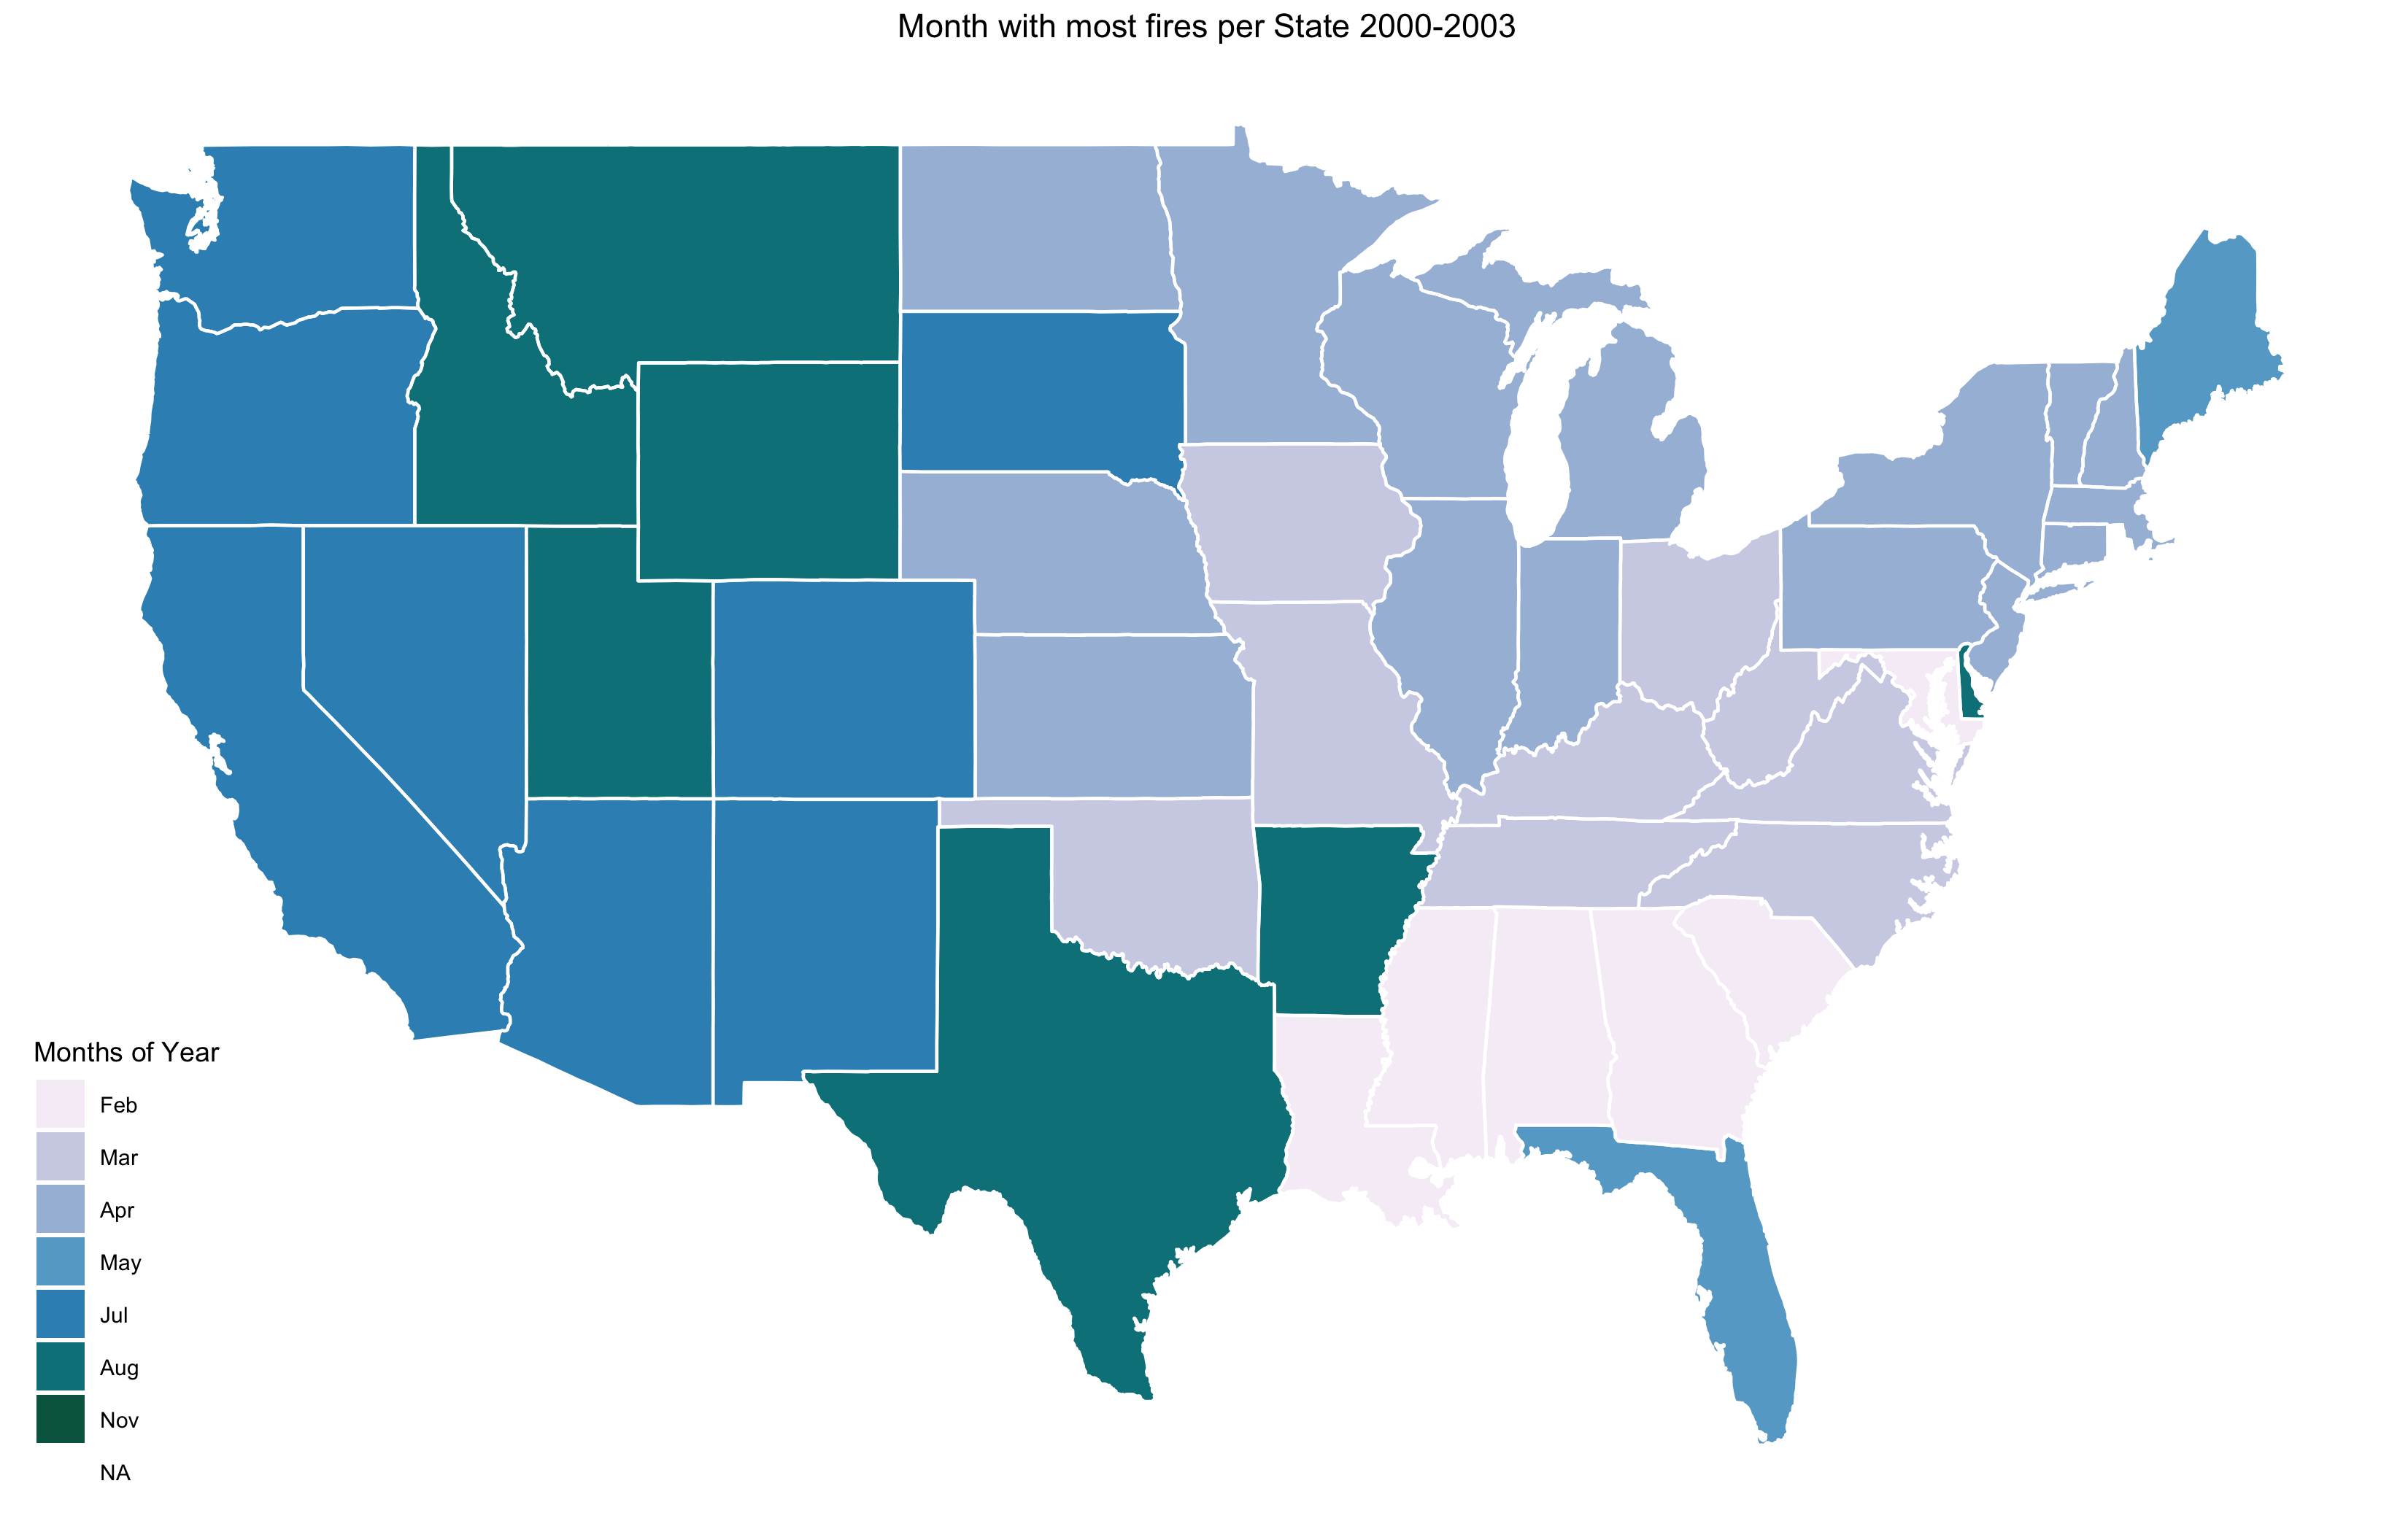 Month with most fires per State 2000-2003
Months of Year
Feb
Mar
Apr
May
Jul
Aug
Nov
NA